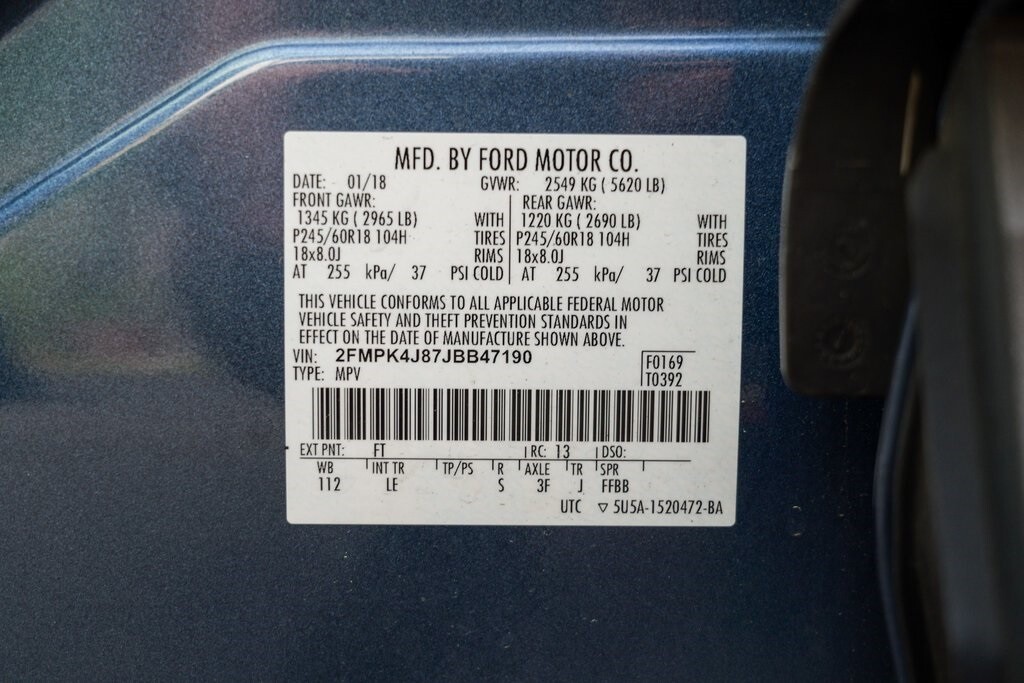 MFD. BY FORD MOTOR CO.
DATE: 01/18 GVWR: 2549 KG ( 5620 LB)
FRONT GAWR: REAR GAWR:
1345 KG ( 2965 LB) WITH 1220 KG ( 2690 LB) WITH
P245/60R18 104H TIRES P245/60R18 104H TIRES
18x8.0J RIMS 18x8.0J RIMS
AT 255 kPa/ 37 PSI COLD AT 255 kPa/ 37 PSI COLD
THIS VEHICLE CONFORMS TO ALL APPLICABLE FEDERAL MOTOR
VEHICLE SAFETY AND THEFT PREVENTION STANDARDS IN
EFFECT ON THE DATE OF MANUFACTURE SHOWN ABOVE.
VIN: 2FMPK4J87JBB47190 F0169
TYPE: MPV T0392
EXT PNT: FT RC: 13 DSO:
WB INT TR TP/PS R AXLE TR SPR
112 LE S 3F J FFBB
UTC ▽ 5U5A-1520472-BA